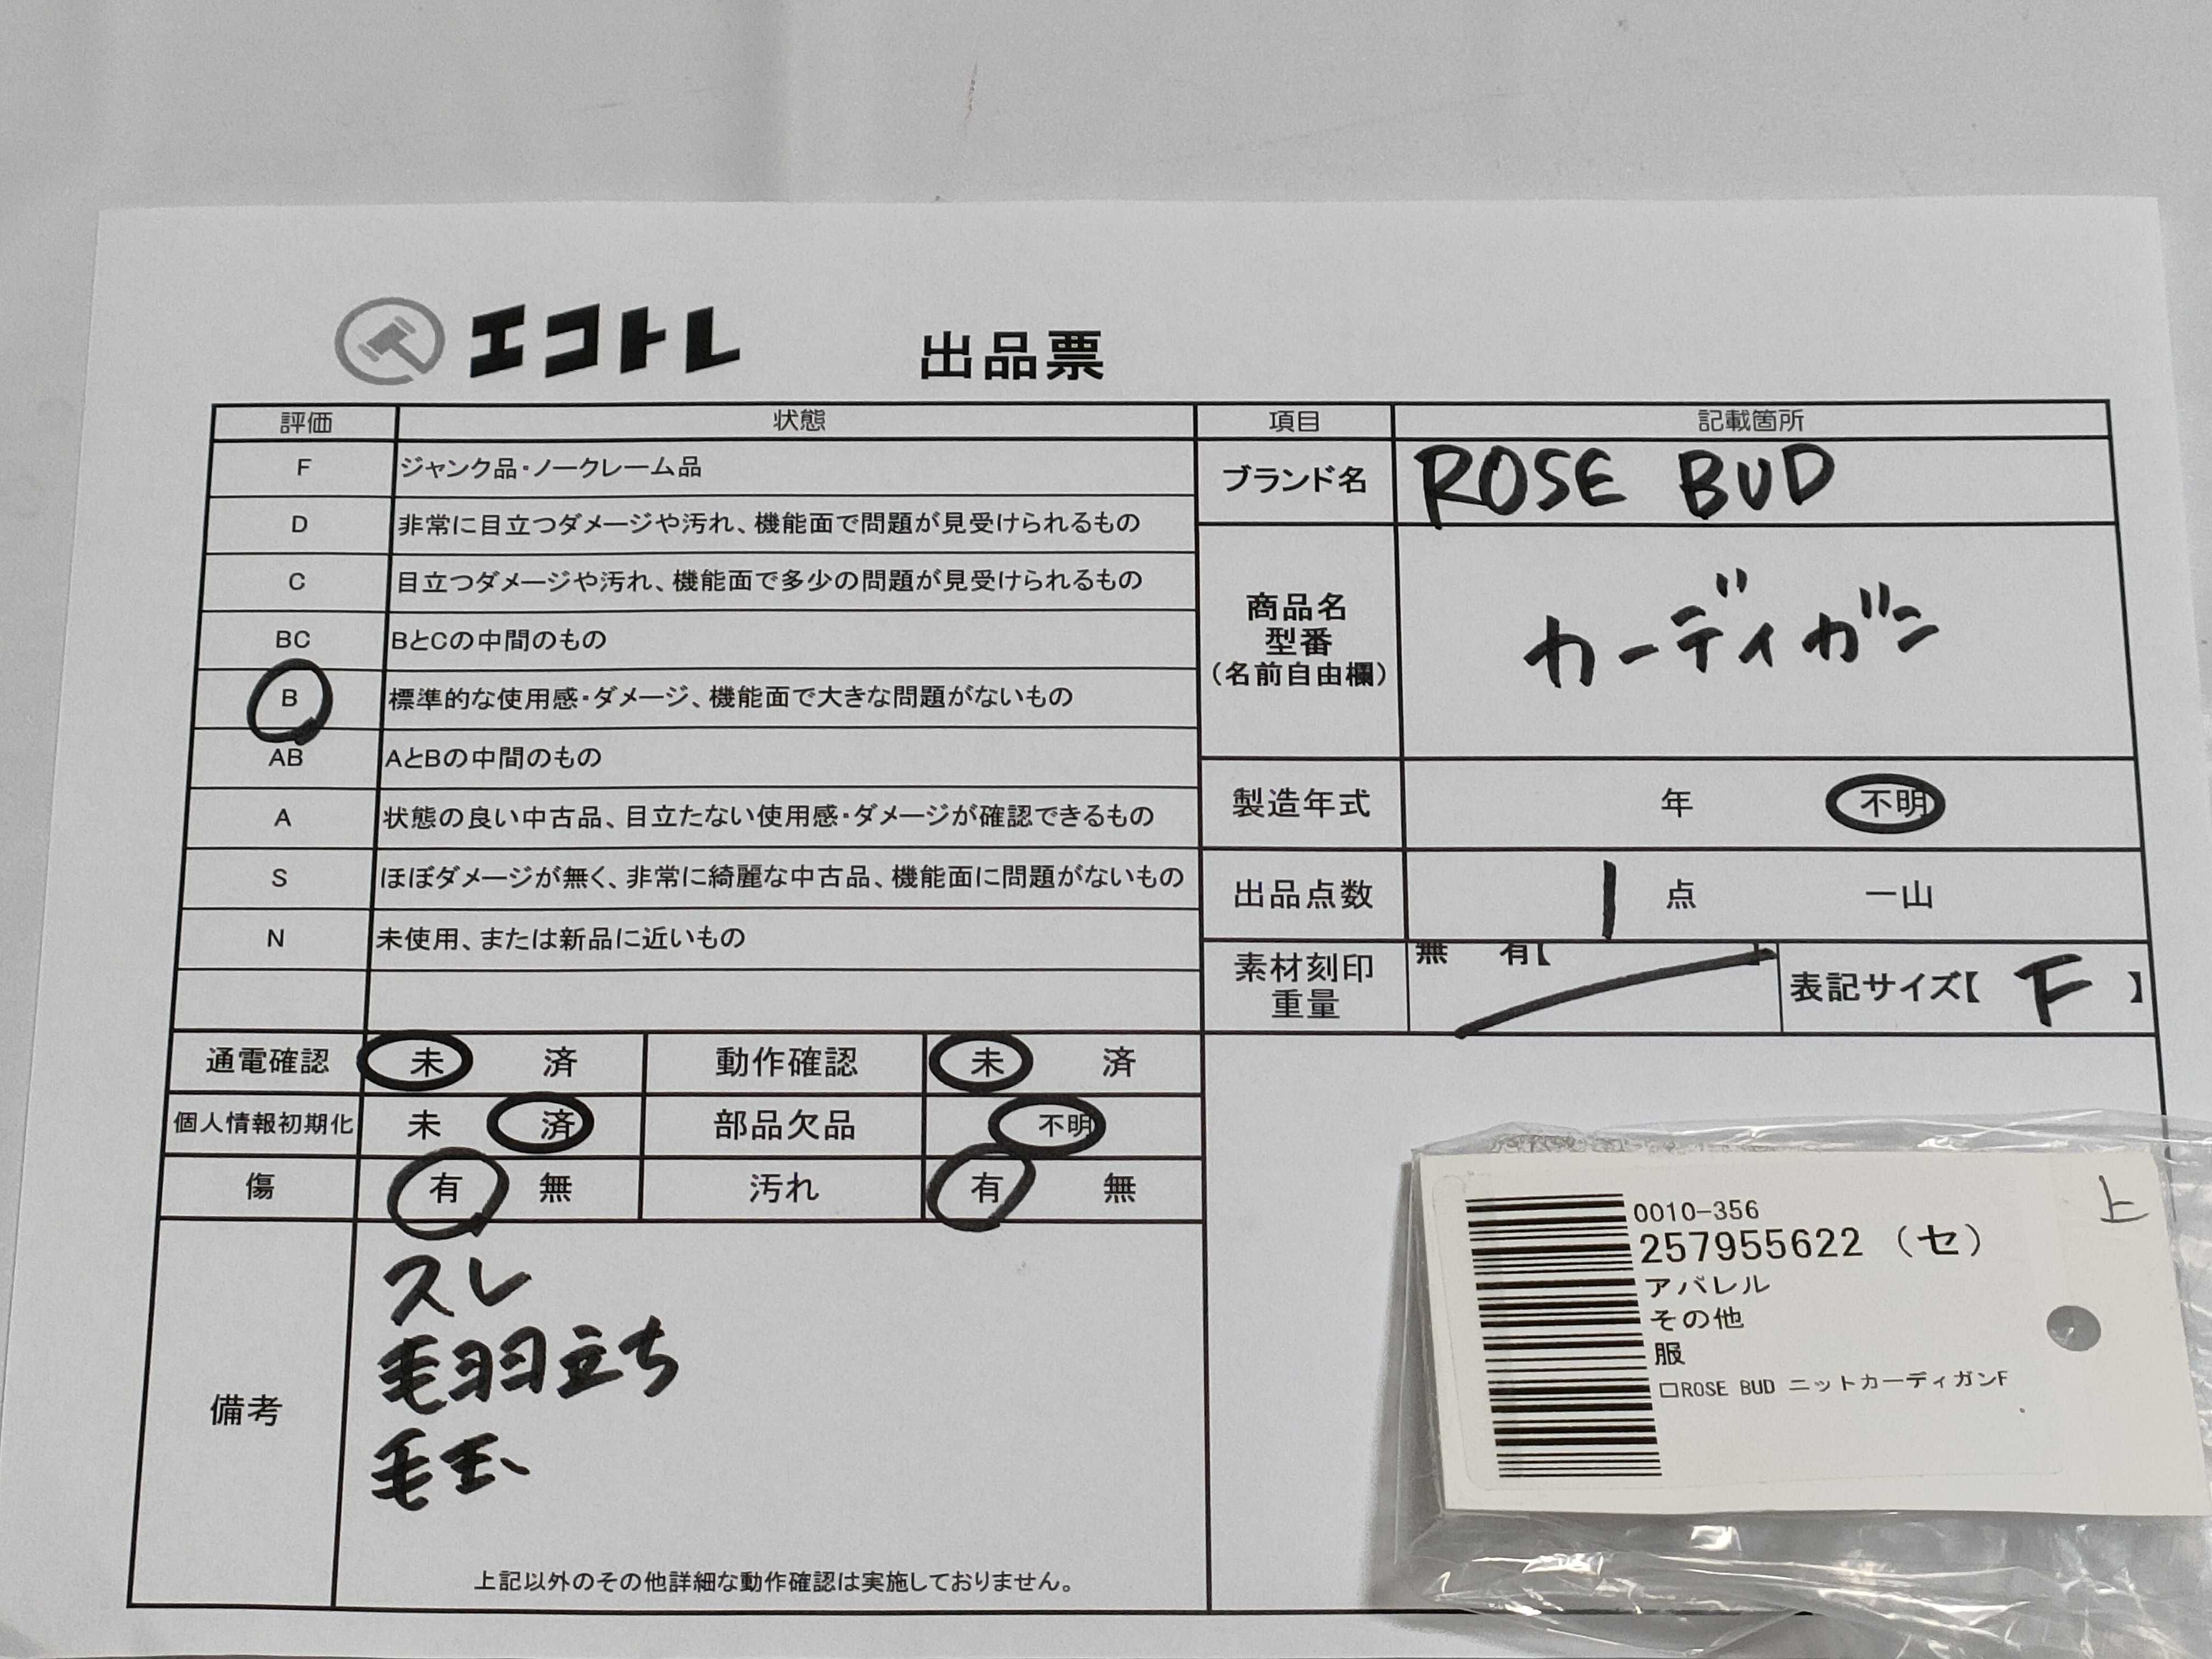 エコトレ 出品票
評価 状態 項目 記載箇所
F ジャンク品・ノークレーム品
D 非常に目立つダメージや汚れ、機能面で問題が見受けられるもの
C 目立つダメージや汚れ、機能面で多少の問題が見受けられるもの
BC BとCの中間のもの
B 標準的な使用感・ダメージ、機能面で大きな問題がないもの
AB AとBの中間のもの
A 状態の良い中古品、目立たない使用感・ダメージが確認できるもの
S ほぼダメージが無く、非常に綺麗な中古品、機能面に問題がないもの
N 未使用、または新品に近いもの
ブランド名 ROSE BUD
商品名
型番
(名前自由欄)
カーディガン
製造年式 年 不明
出品点数 1 点 一山
素材刻印
重量
無 有【 】
表記サイズ【 F 】
通電確認 未 済 動作確認 未 済
個人情報初期化 未 済 部品欠品 不明
傷 有 無 汚れ 有 無
備考
スレ
毛羽立ち
毛玉
上記以外のその他詳細な動作確認は実施しておりません。
上
0010-356
257955622 (セ)
アパレル
その他
服
□ROSE BUD ニットカーディガンF